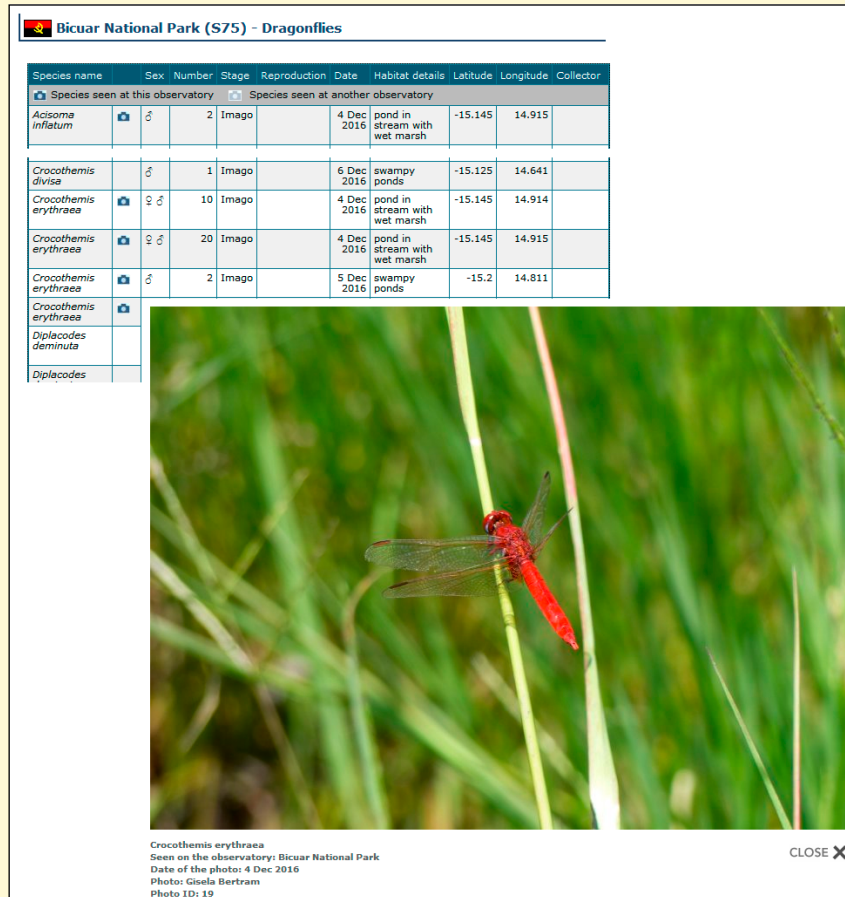 Bicuar National Park (S75) - Dragonflies
Species name Sex Number Stage Reproduction Date Habitat details Latitude Longitude Collector
Species seen at this observatory Species seen at another observatory
Acisoma inflatum ♂ 2 Imago 4 Dec 2016 pond in stream with wet marsh -15.145 14.915
Crocothemis divisa ♂ 1 Imago 6 Dec 2016 swampy ponds -15.125 14.641
Crocothemis erythraea ♀ ♂ 10 Imago 4 Dec 2016 pond in stream with wet marsh -15.145 14.914
Crocothemis erythraea ♀ ♂ 20 Imago 4 Dec 2016 pond in stream with wet marsh -15.145 14.915
Crocothemis erythraea ♂ 2 Imago 5 Dec 2016 swampy ponds -15.2 14.811
Crocothemis erythraea
Diplacodes deminuta
Diplacodes
Crocothemis erythraea
Seen on the observatory: Bicuar National Park
Date of the photo: 4 Dec 2016
Photo: Gisela Bertram
Photo ID: 19
CLOSE X